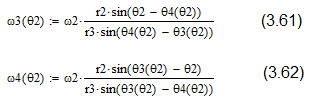 ω3(θ2) := ω2· r2·sin(θ2 − θ4(θ2)) / r3·sin(θ4(θ2) − θ3(θ2)) (3.61)
ω4(θ2) := ω2· r2·sin(θ3(θ2) − θ2) / r3·sin(θ3(θ2) − θ4(θ2)) (3.62)